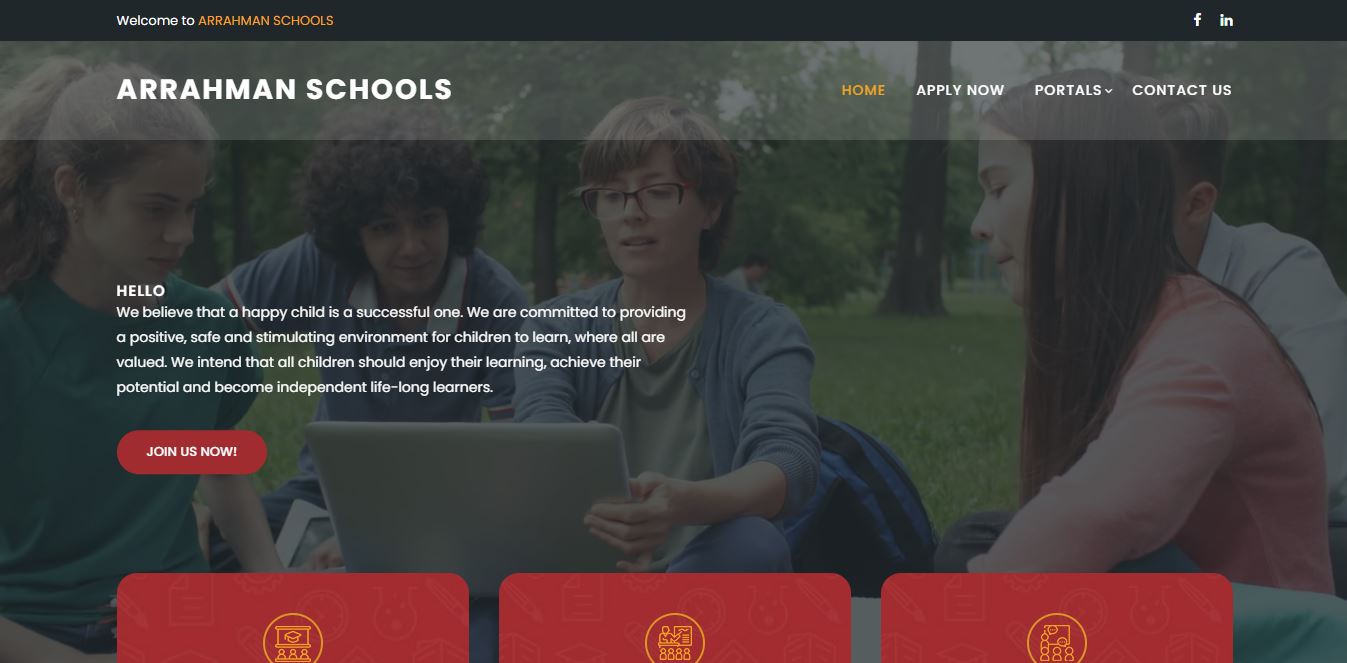 Welcome to ARRAHMAN SCHOOLS
ARRAHMAN SCHOOLS
HOME APPLY NOW PORTALS CONTACT US
HELLO
We believe that a happy child is a successful one. We are committed to providing
a positive, safe and stimulating environment for children to learn, where all are
valued. We intend that all children should enjoy their learning, achieve their
potential and become independent life-long learners.
JOIN US NOW!